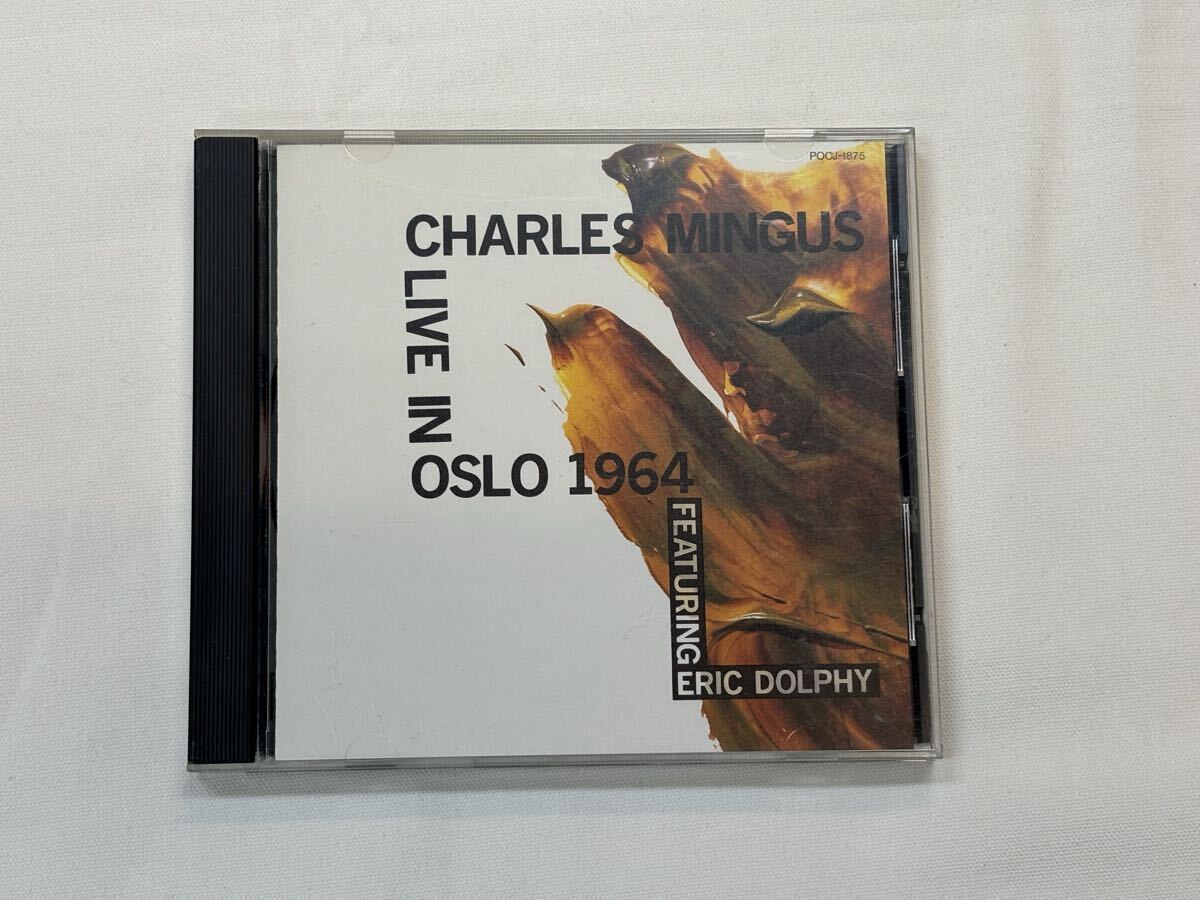 POCJ-1875
CHARLES MINGUS
LIVE IN
OSLO 1964
FEATURING
ERIC DOLPHY